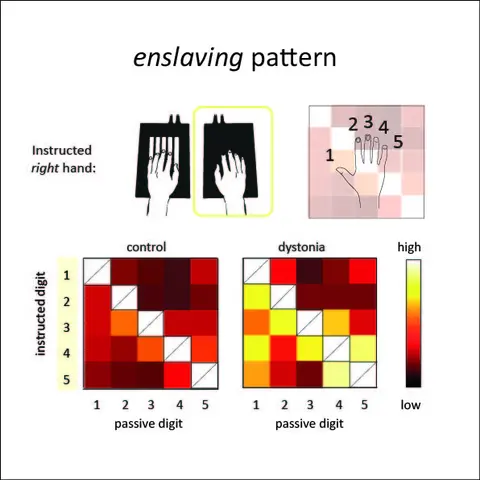 enslaving pattern
Instructed
right hand:
1 2 3 4 5
control
dystonia
high
instructed digit
1
2
3
4
5
low
1 2 3 4 5
1 2 3 4 5
passive digit
passive digit